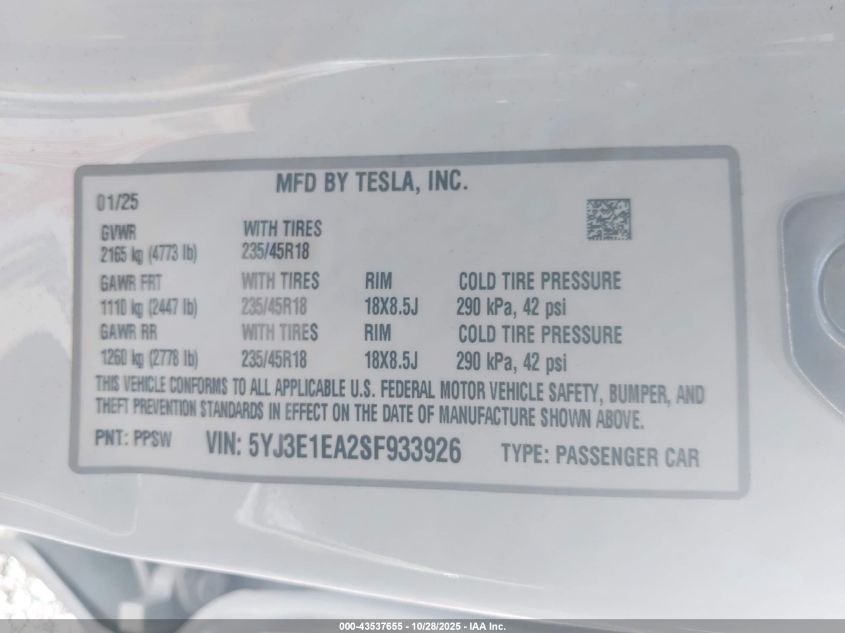 MFD BY TESLA, INC.
01/25
GVWR WITH TIRES
2165 kg (4773 lb) 235/45R18
GAWR FRT WITH TIRES RIM COLD TIRE PRESSURE
1110 kg (2447 lb) 235/45R18 18X8.5J 290 kPa, 42 psi
GAWR RR WITH TIRES RIM COLD TIRE PRESSURE
1260 kg (2778 lb) 235/45R18 18X8.5J 290 kPa, 42 psi
THIS VEHICLE CONFORMS TO ALL APPLICABLE U.S. FEDERAL MOTOR VEHICLE SAFETY, BUMPER, AND
THEFT PREVENTION STANDARDS IN EFFECT ON THE DATE OF MANUFACTURE SHOWN ABOVE.
PNT: PPSW VIN: 5YJ3E1EA2SF933926 TYPE: PASSENGER CAR
000-43537655 - 10/28/2025 - IAA Inc.